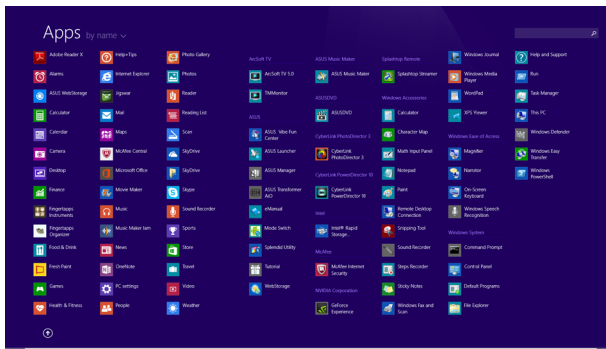 Apps by name
Adobe Reader X
Alarms
ASUS WebStorage
Calculator
Calendar
Camera
Desktop
Finance
Fingertapps
Instruments
Fingertapps
Organizer
Food & Drink
Fresh Paint
Games
Health & Fitness
Help+Tips
Internet Explorer
Jigsaw
Mail
Maps
McAfee Central
Microsoft Office
Movie Maker
Music
Music Maker Jam
News
OneNote
PC settings
People
Photo Gallery
Photos
Reader
Reading List
Scan
SkyDrive
SkyDrive
Skype
Sound Recorder
Sports
Store
Travel
Video
Weather
ArcSoft TV
ArcSoft TV 5.0
TMMonitor
ASUS
ASUS Vibe Fun
Center
ASUS Launcher
ASUS Manager
ASUS Transformer
AiO
eManual
Mode Switch
Splendid Utility
Tutorial
WebStorage
ASUS Music Maker
ASUS Music Maker
ASUSDVD
ASUSDVD
CyberLink PhotoDirector 3
CyberLink
PhotoDirector 3
CyberLink PowerDirector 10
CyberLink
PowerDirector 10
Intel
Intel® Rapid
Storage...
McAfee
McAfee Internet
Security
NVIDIA Corporation
GeForce
Experience
Splashtop Remote
Splashtop Streamer
Windows Accessories
Calculator
Character Map
Math Input Panel
Notepad
Paint
Remote Desktop
Connection
Snipping Tool
Sound Recorder
Steps Recorder
Sticky Notes
Windows Fax and
Scan
Windows Journal
Windows Media
Player
WordPad
XPS Viewer
Windows Ease of Access
Magnifier
Narrator
On-Screen
Keyboard
Windows Speech
Recognition
Windows System
Command Prompt
Control Panel
Default Programs
File Explorer
Help and Support
Run
Task Manager
This PC
Windows Defender
Windows Easy
Transfer
Windows
PowerShell